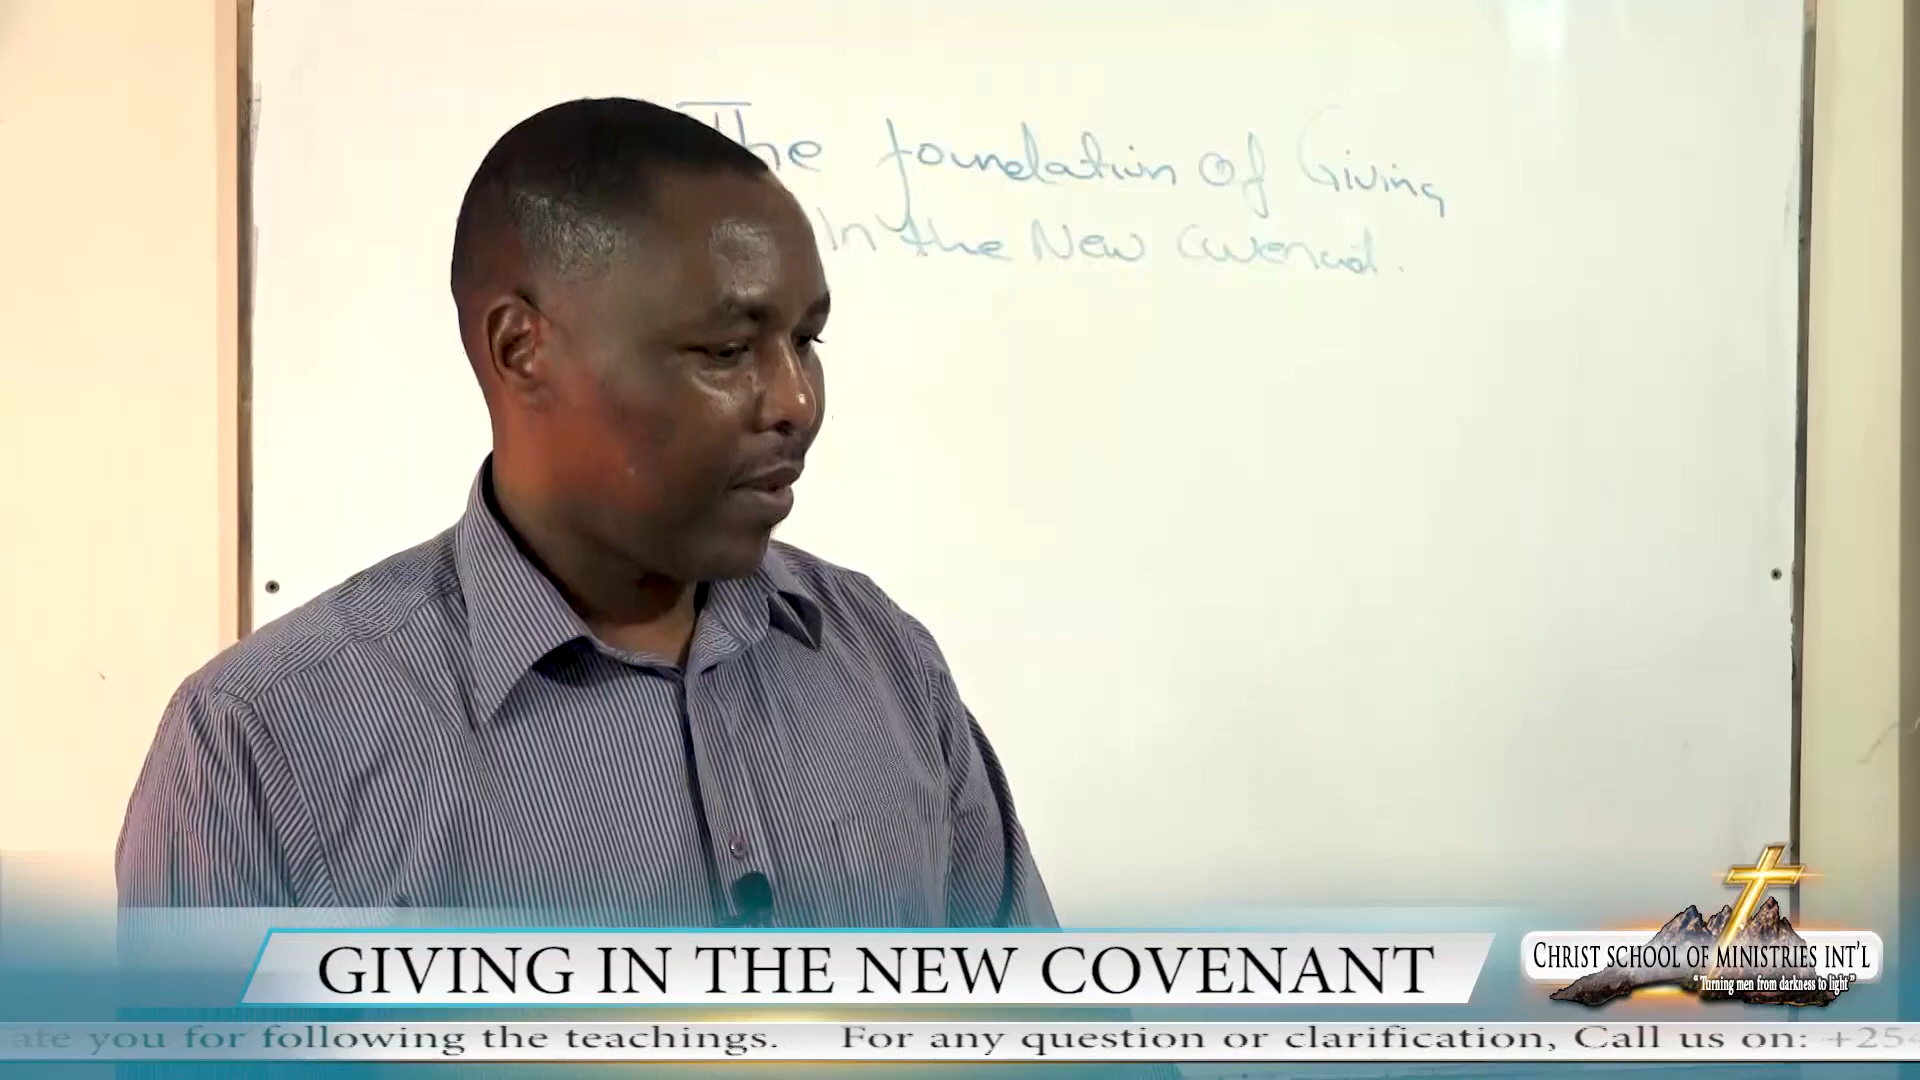 The foundation of Giving
In the New Covenant.
GIVING IN THE NEW COVENANT
CHRIST SCHOOL OF MINISTRIES INT'L
"Turning men from darkness to light"
ate you for following the teachings. For any question or clarification, Call us on: +254